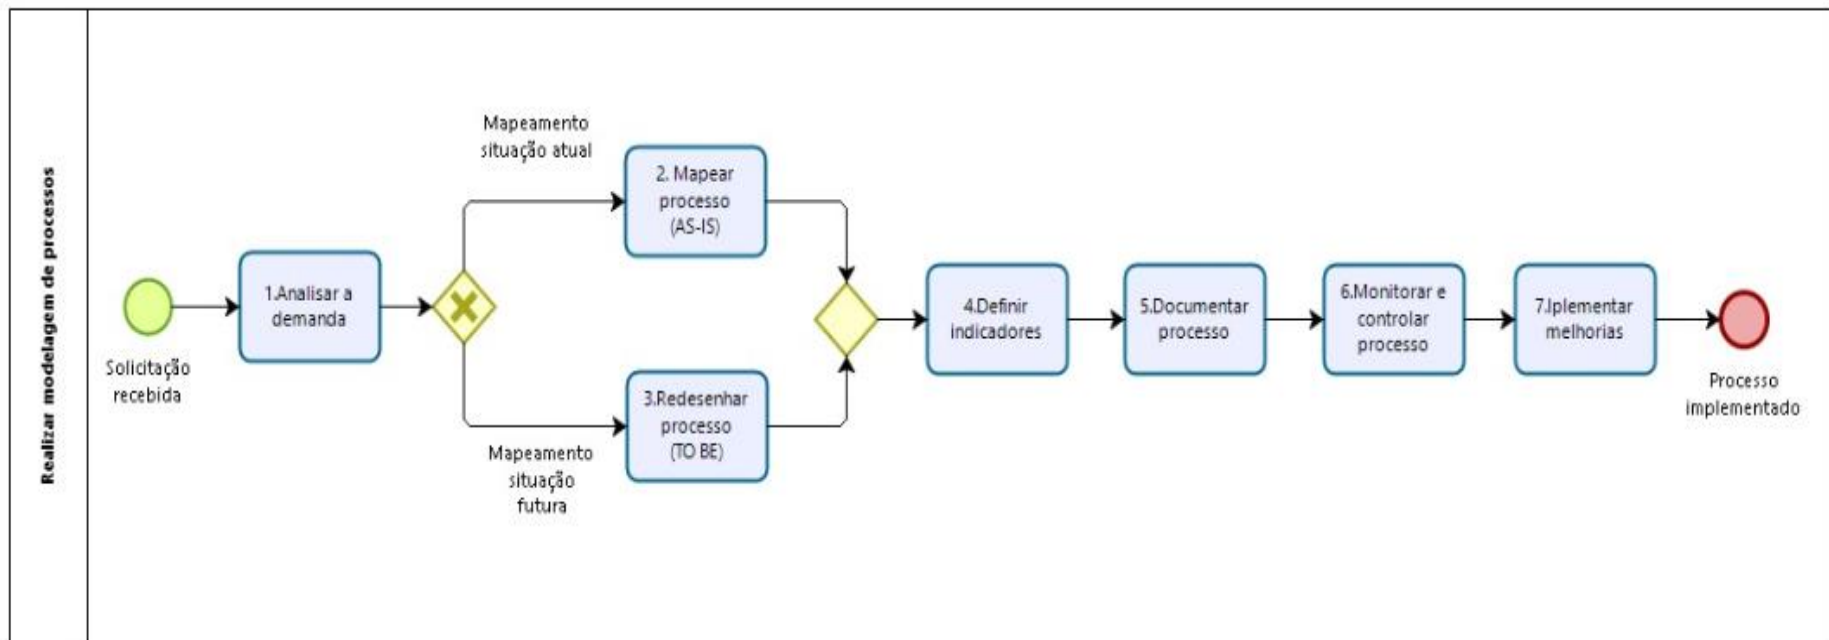 Realizar modelagem de processos
Solicitação
recebida
1.Analisar a
demanda
Mapeamento
situação atual
2. Mapear
processo
(AS-IS)
Mapeamento
situação
futura
3.Redesenhar
processo
(TO BE)
4.Definir
indicadores
5.Documentar
processo
6.Monitorar e
controlar
processo
7.Iplementar
melhorias
Processo
implementado